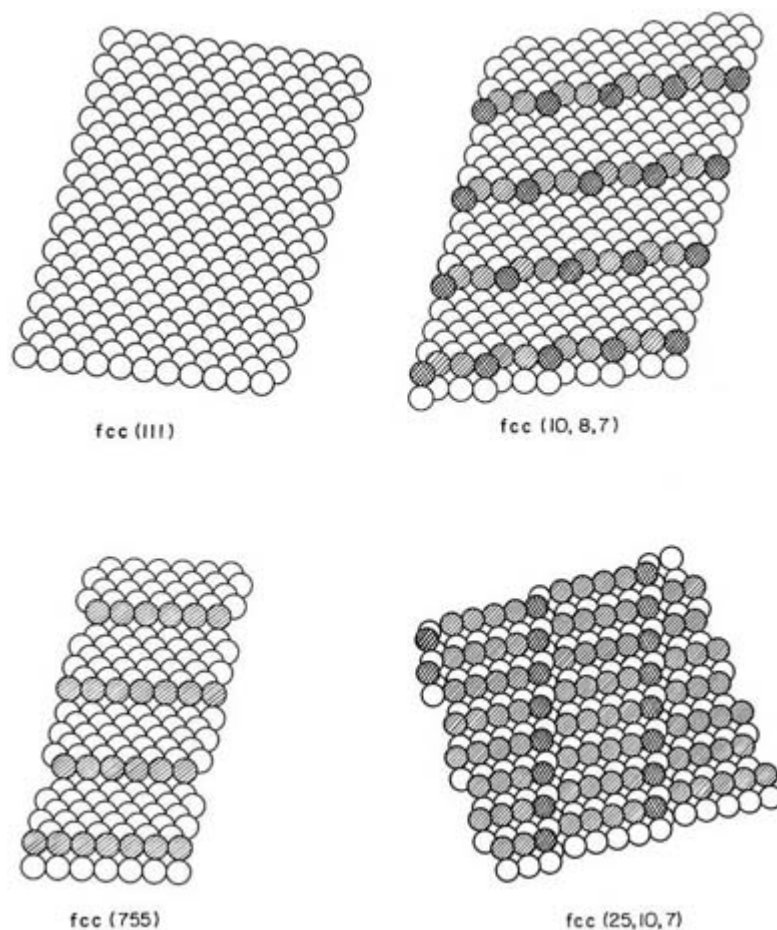 fcc (111)
fcc (10, 8, 7)
fcc (755)
fcc (25, 10, 7)